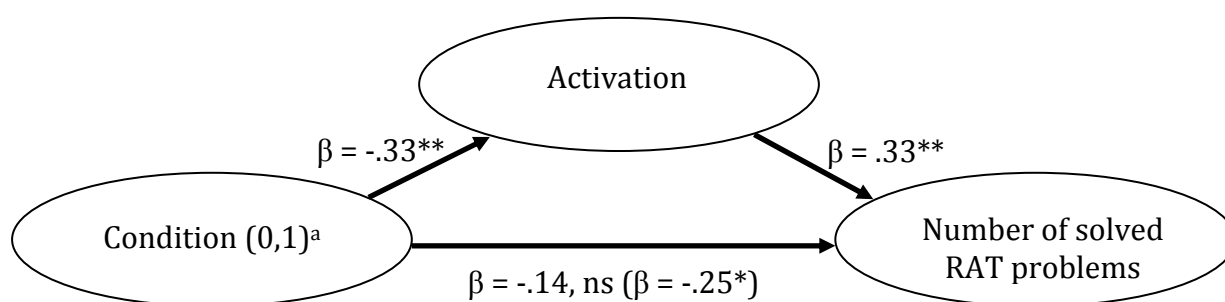 Activation
β = -.33**
β = .33**
Condition (0,1)ᵃ
Number of solved
RAT problems
β = -.14, ns (β = -.25*)